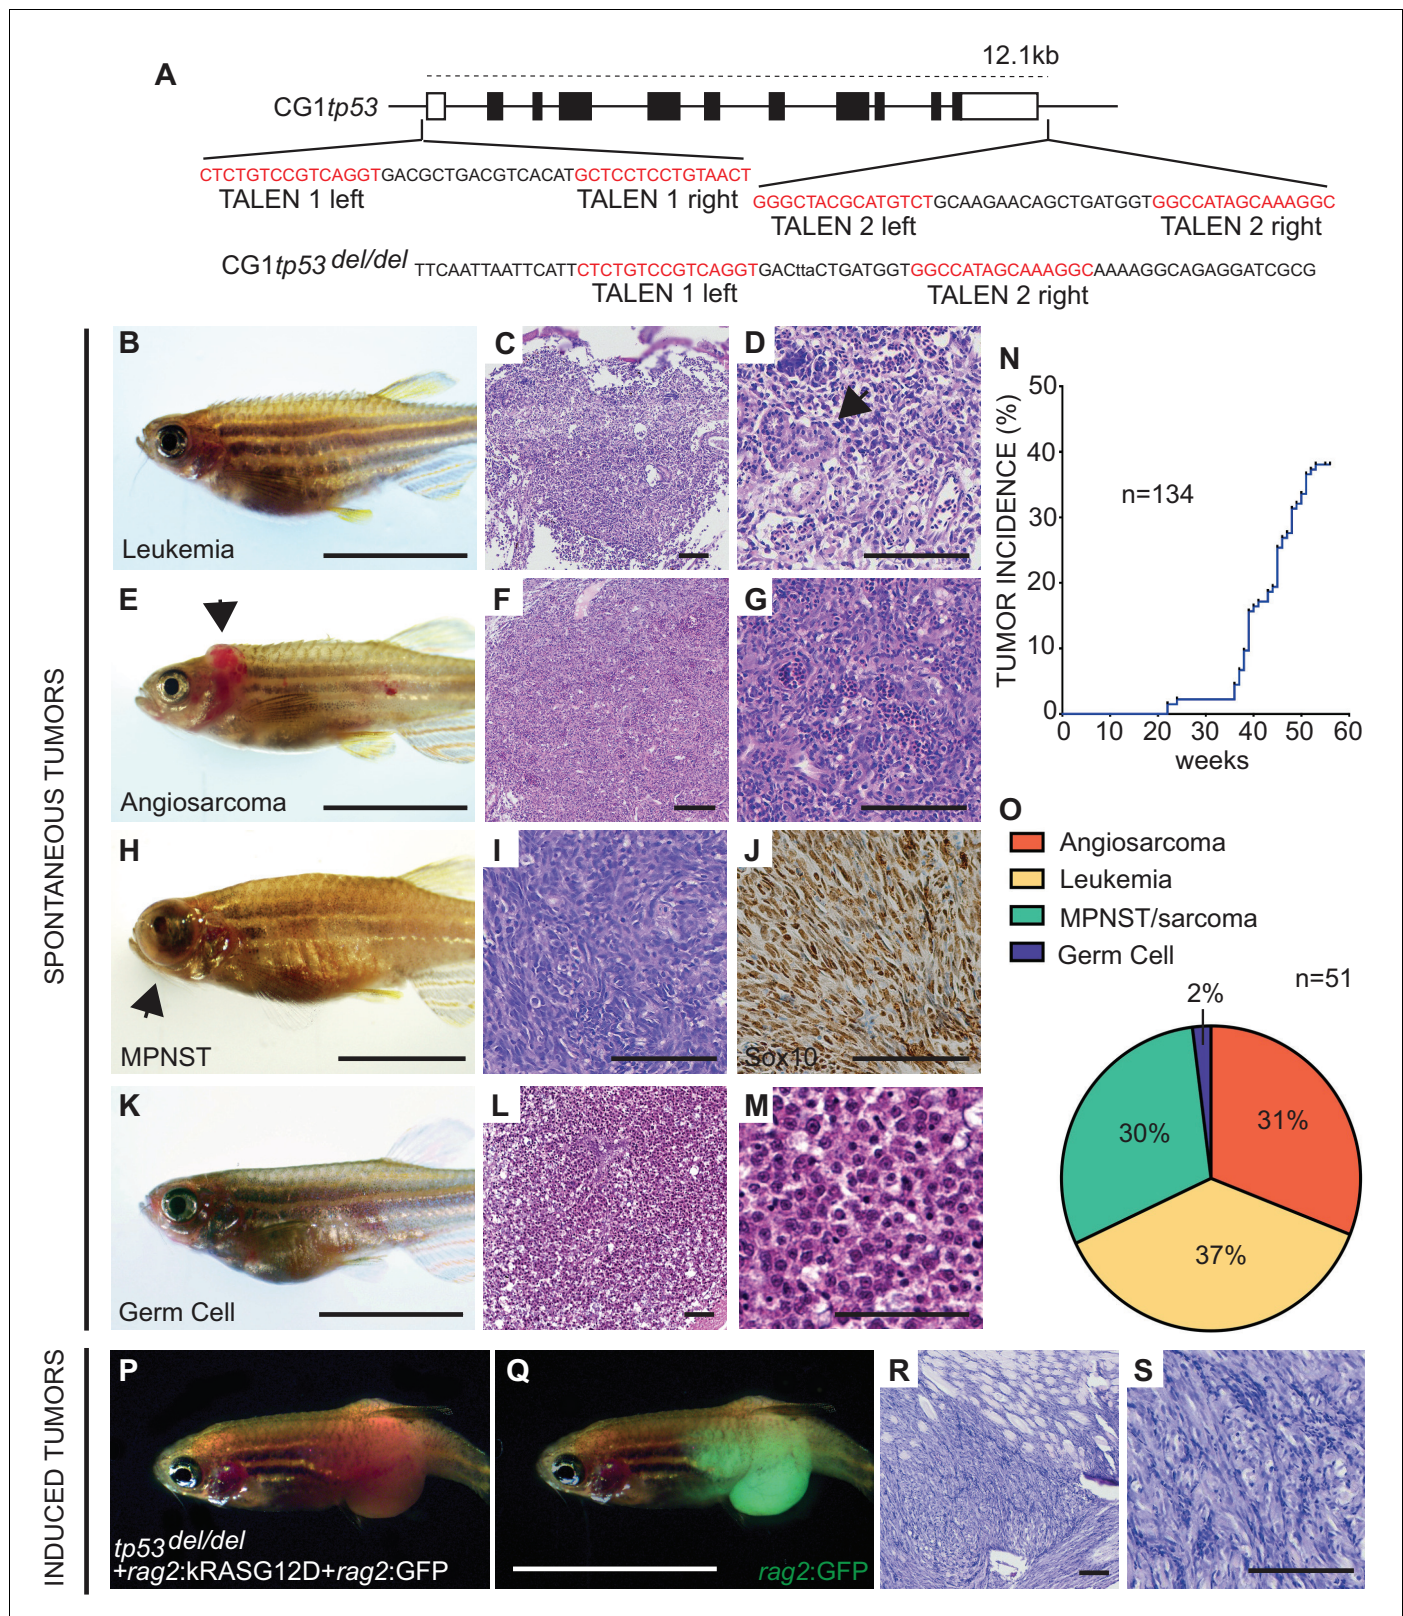 A
12.1kb
CG1tp53
CTCTGTCCGTCAGGTGACGCTGACGTCACATGCTCCTCCTGTAACT
TALEN 1 left
TALEN 1 right
GGGCTACGCATGTCTGCAAGAACAGCTGATGGTGGCCATAGCAAAGGC
TALEN 2 left
TALEN 2 right
CG1tp53 del/del
TTCAATTAATTCATTCTCTGTCCGTCAGGTGACttaCTGATGGTGGCCATAGCAAAGGCAAAAGGCAGAGGATCGCG
TALEN 1 left
TALEN 2 right
SPONTANEOUS TUMORS
B
Leukemia
C
D
E
Angiosarcoma
F
G
H
MPNST
I
J
Sox10
K
Germ Cell
L
M
N
TUMOR INCIDENCE (%)
50
40
30
20
10
0
n=134
0 10 20 30 40 50 60
weeks
O
Angiosarcoma
Leukemia
MPNST/sarcoma
Germ Cell
n=51
2%
30%
31%
37%
INDUCED TUMORS
P
tp53 del/del
+rag2:kRASG12D+rag2:GFP
Q
rag2:GFP
R
S